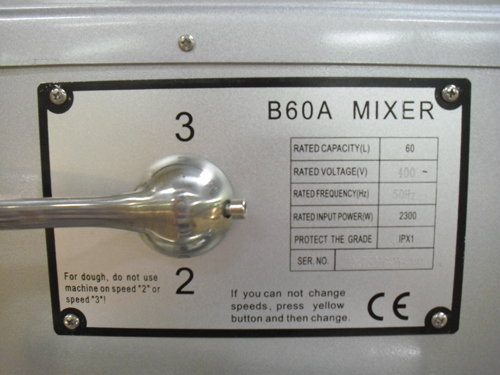 B60A MIXER
3
RATED CAPACITY(L) 60
RATED VOLTAGE(V) 400 ~
RATED FREQUENCY(Hz) 50Hz
RATED INPUT POWER(W) 2300
PROTECT THE GRADE IPX1
SER. NO.
2
For dough, do not use
machine on speed "2" or
speed "3"!
If you can not change
speeds, press yellow
button and then change.
CE